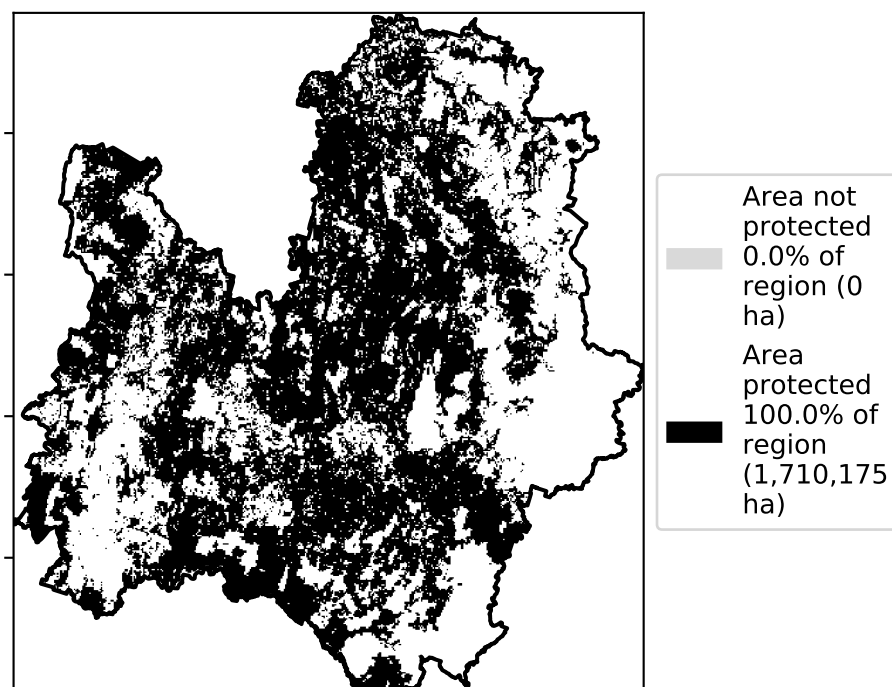 Area not
protected
0.0% of
region (0
ha)
Area
protected
100.0% of
region
(1,710,175
ha)